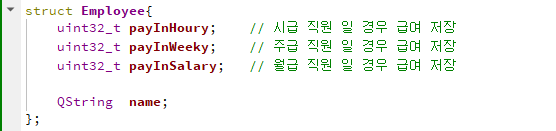 struct Employee{
uint32_t payInHoury; // 시급 직원 일 경우 급여 저장
uint32_t payInWeeky; // 주급 직원 일 경우 급여 저장
uint32_t payInSalary; // 월급 직원 일 경우 급여 저장
QString name;
};